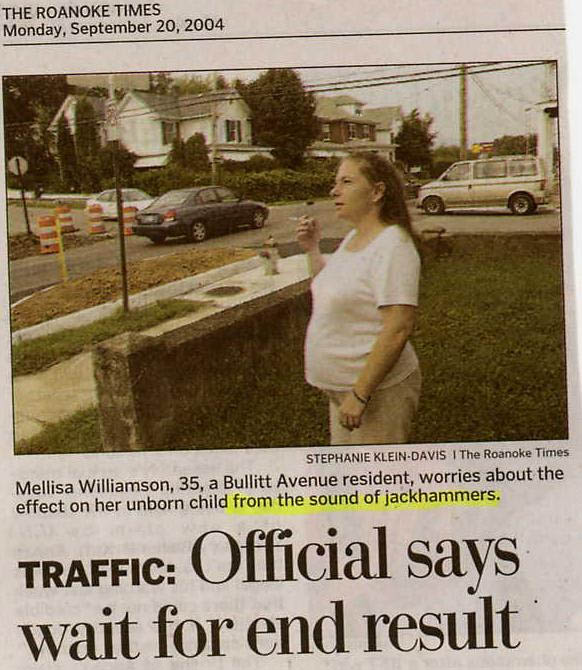 THE ROANOKE TIMES
Monday, September 20, 2004
STEPHANIE KLEIN-DAVIS | The Roanoke Times
Mellisa Williamson, 35, a Bullitt Avenue resident, worries about the
effect on her unborn child from the sound of jackhammers.
TRAFFIC: Official says
wait for end result